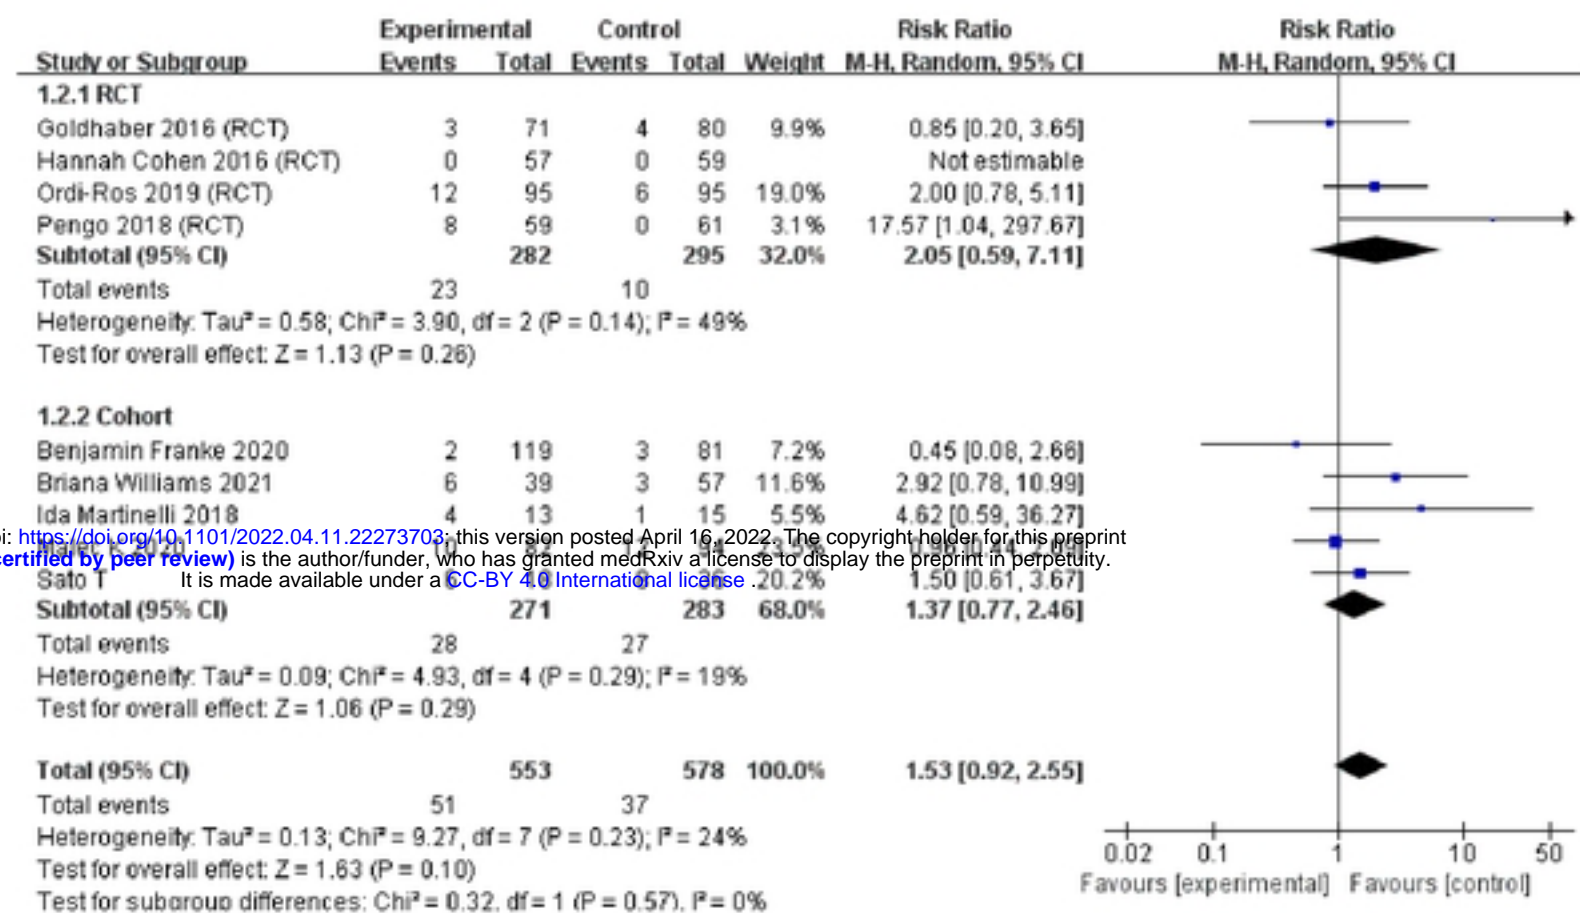 Experimental Control Risk Ratio Risk Ratio
Study or Subgroup Events Total Events Total Weight M-H, Random, 95% CI M-H, Random, 95% CI
1.2.1 RCT
Goldhaber 2016 (RCT) 3 71 4 80 9.9% 0.85 [0.20, 3.65]
Hannah Cohen 2016 (RCT) 0 57 0 59 Not estimable
Ordi-Ros 2019 (RCT) 12 95 6 95 19.0% 2.00 [0.78, 5.11]
Pengo 2018 (RCT) 8 59 0 61 3.1% 17.57 [1.04, 297.67]
Subtotal (95% CI) 282 295 32.0% 2.05 [0.59, 7.11]
Total events 23 10
Heterogeneity: Tau² = 0.58; Chi² = 3.90, df = 2 (P = 0.14); I² = 49%
Test for overall effect: Z = 1.13 (P = 0.26)
1.2.2 Cohort
Benjamin Franke 2020 2 119 3 81 7.2% 0.45 [0.08, 2.66]
Briana Williams 2021 6 39 3 57 11.6% 2.92 [0.78, 10.99]
Ida Martinelli 2018 4 13 1 15 5.5% 4.62 [0.59, 36.27]
i: https://doi.org/10.1101/2022.04.11.22273703; this version posted April 16, 2022. The copyright holder for this preprint
certified by peer review) is the author/funder, who has granted medRxiv a license to display the preprint in perpetuity.
It is made available under a CC-BY 4.0 International license .
Sato T 20.2% 1.50 [0.61, 3.67]
Subtotal (95% CI) 271 283 68.0% 1.37 [0.77, 2.46]
Total events 28 27
Heterogeneity: Tau² = 0.09; Chi² = 4.93, df = 4 (P = 0.29); I² = 19%
Test for overall effect: Z = 1.06 (P = 0.29)
Total (95% CI) 553 578 100.0% 1.53 [0.92, 2.55]
Total events 51 37
Heterogeneity: Tau² = 0.13; Chi² = 9.27, df = 7 (P = 0.23); I² = 24%
Test for overall effect: Z = 1.63 (P = 0.10)
Test for subgroup differences: Chi² = 0.32, df = 1 (P = 0.57), I² = 0%
0.02 0.1 1 10 50
Favours [experimental] Favours [control]